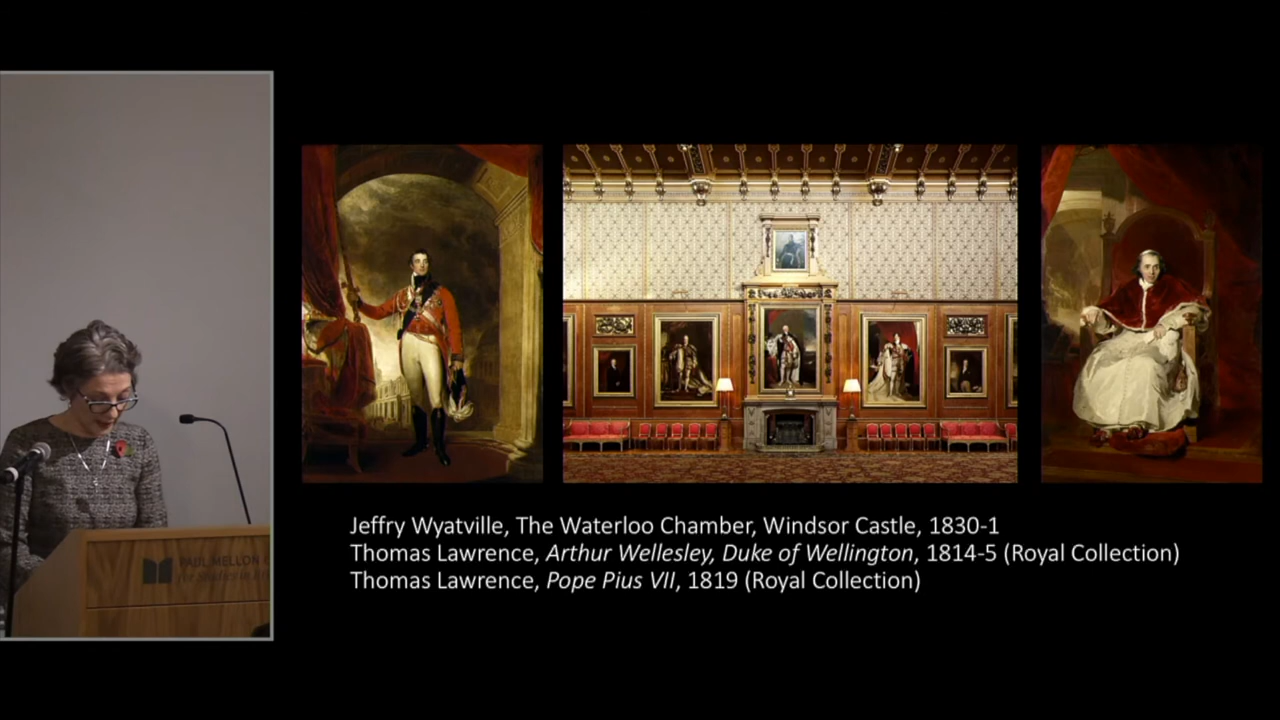 PAUL MELLON
Jeffry Wyatville, The Waterloo Chamber, Windsor Castle, 1830-1
Thomas Lawrence, Arthur Wellesley, Duke of Wellington, 1814-5 (Royal Collection)
Thomas Lawrence, Pope Pius VII, 1819 (Royal Collection)